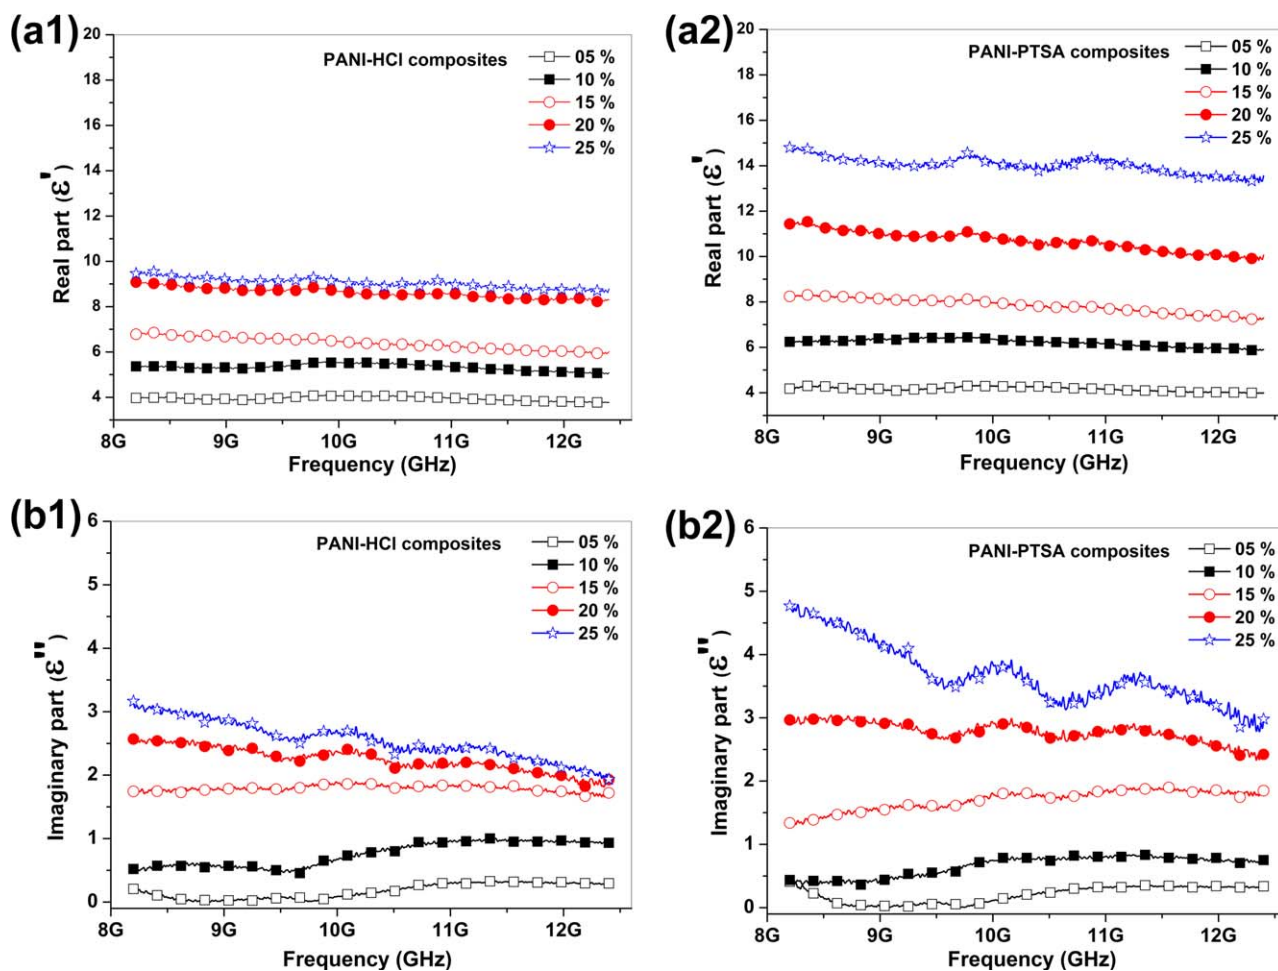 (a1)
20
18
16
14
12
10
8
6
4
Real part (ε')
PANI-HCl composites
05 %
10 %
15 %
20 %
25 %
8G 9G 10G 11G 12G
Frequency (GHz)
(a2)
20
18
16
14
12
10
8
6
4
Real part (ε')
PANI-PTSA composites
05 %
10 %
15 %
20 %
25 %
8G 9G 10G 11G 12G
Frequency (GHz)
(b1)
6
5
4
3
2
1
0
Imaginary part (ε")
PANI-HCl composites
05 %
10 %
15 %
20 %
25 %
8G 9G 10G 11G 12G
Frequency (GHz)
(b2)
6
5
4
3
2
1
0
Imaginary part (ε")
PANI-PTSA composites
05 %
10 %
15 %
20 %
25 %
8G 9G 10G 11G 12G
Frequency (GHz)